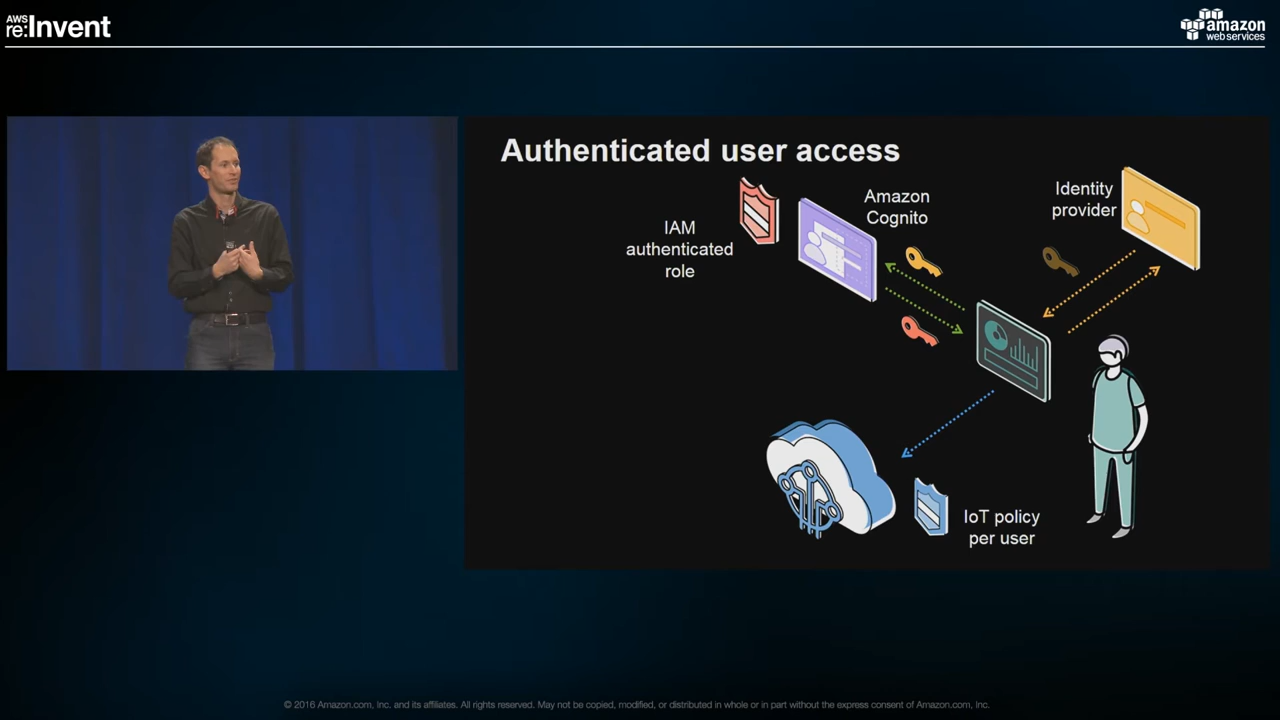 AWS
re:Invent
amazon
web services
Authenticated user access
IAM
authenticated
role
Amazon
Cognito
Identity
provider
IoT policy
per user
© 2016 Amazon.com, Inc. and its affiliates. All rights reserved. May not be copied, modified, or distributed in whole or in part without the express consent of Amazon.com, Inc.